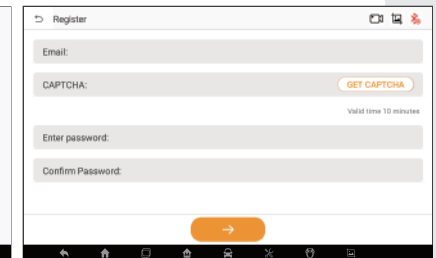 Register
Email:
CAPTCHA:
GET CAPTCHA
Valid time 10 minutes
Enter password:
Confirm Password: